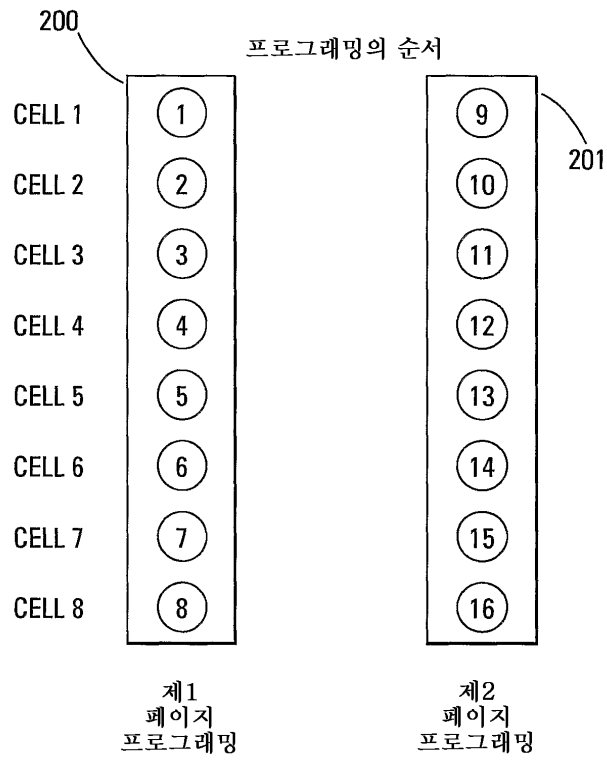 200
프로그래밍의 순서
CELL 1 1 9
201
CELL 2 2 10
CELL 3 3 11
CELL 4 4 12
CELL 5 5 13
CELL 6 6 14
CELL 7 7 15
CELL 8 8 16
제1
페이지
프로그래밍
제2
페이지
프로그래밍